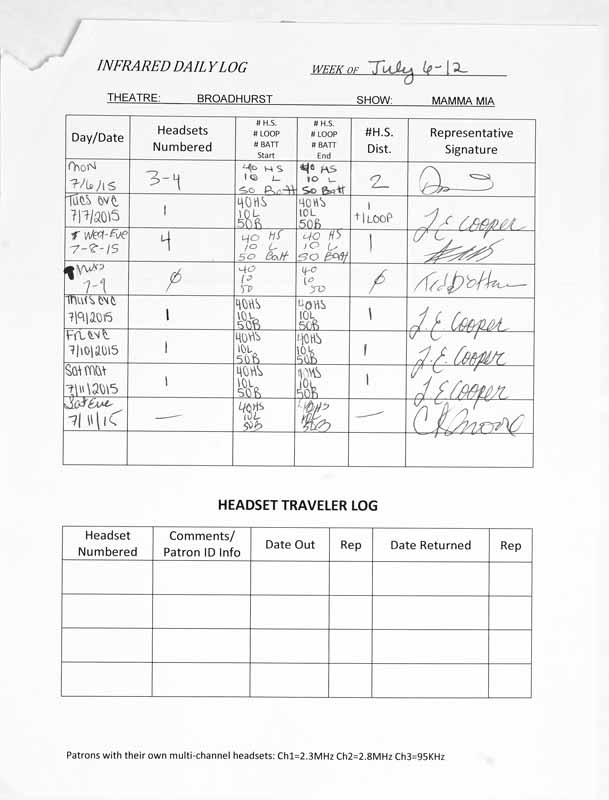 INFRARED DAILY LOG WEEK OF July 6-12
THEATRE: BROADHURST SHOW: MAMMA MIA
Day/Date Headsets Numbered # H.S. # LOOP # BATT Start # H.S. # LOOP # BATT End #H.S. Dist. Representative Signature
Mon 7/6/15 3-4 40 HS 10 L 50 Batt 40 HS 10 L 50 Batt 2
Tues eve 7/7/2015 1 40HS 10L 50B 40HS 10L 50B 1 +1 LOOP J.E. Cooper
Wed-Eve 7-8-15 4 40 HS 10 L 50 Batt 40 HS 10 L 50 Batt 1
Thurs 7-9 φ 40 10 50 40 10 50 φ
Thurs eve 7/9/2015 1 40HS 10L 50B 40HS 10L 50B 1 J.E. Cooper
Fri eve 7/10/2015 1 40HS 10L 50B 40HS 10L 50B 1 J.E. Cooper
Sat Mat 7/11/2015 1 40HS 10L 50B 40HS 10L 50B 1 J.E. Cooper
Sat Eve 7/11/15 — 40HS 10L 50B 40HS 10L 50B —
HEADSET TRAVELER LOG
Headset Numbered Comments/ Patron ID Info Date Out Rep Date Returned Rep
Patrons with their own multi-channel headsets: Ch1=2.3MHz Ch2=2.8MHz Ch3=95KHz